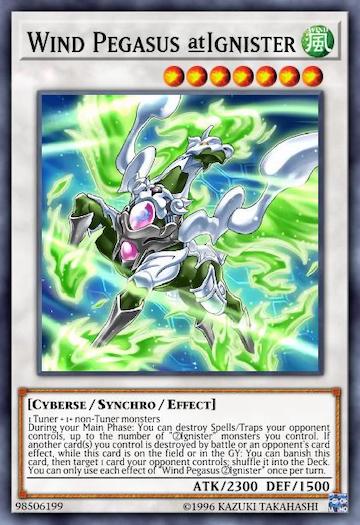 WIND PEGASUS @IGNISTER
WIND
風
[CYBERSE / SYNCHRO / EFFECT]
1 Tuner + 1+ non-Tuner monsters
During your Main Phase: You can destroy Spells/Traps your opponent
controls, up to the number of "@Ignister" monsters you control. If
another card(s) you control is destroyed by battle or an opponent's card
effect, while this card is on the field or in the GY: You can banish this
card, then target 1 card your opponent controls; shuffle it into the Deck.
You can only use each effect of "Wind Pegasus @Ignister" once per turn.
ATK/2300 DEF/1500
98506199
©1996 KAZUKI TAKAHASHI